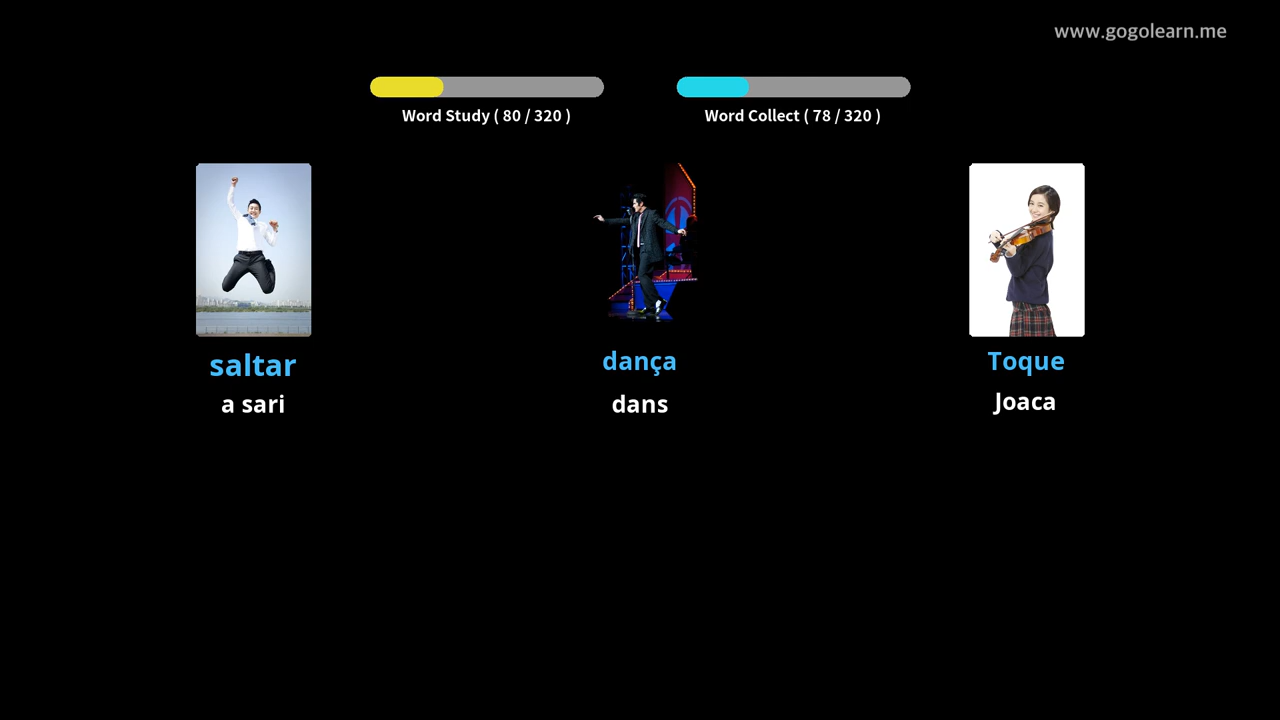 www.gogolearn.me
Word Study ( 80 / 320 )
Word Collect ( 78 / 320 )
saltar
dança
Toque
a sari
dans
Joaca